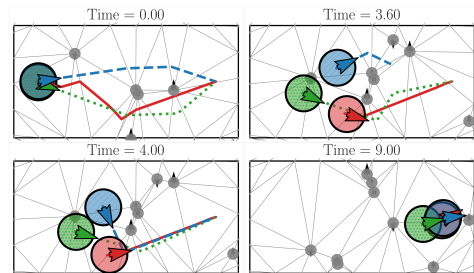 Time = 0.00
Time = 3.60
Time = 4.00
Time = 9.00